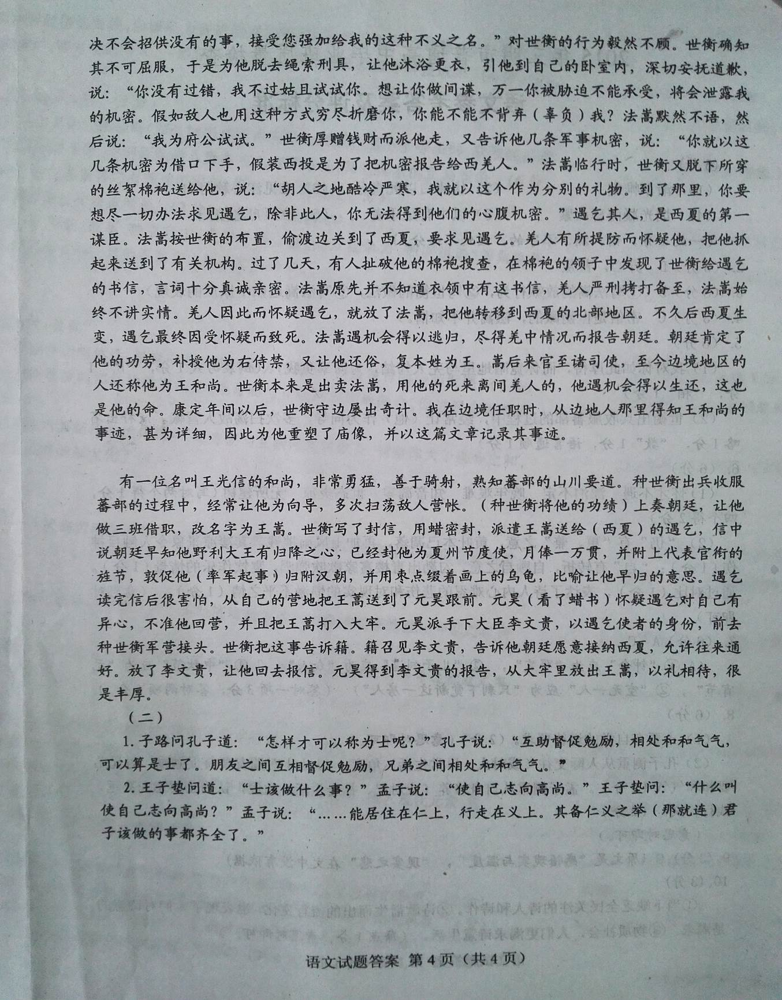 决不会招供没有的事，接受您强加给我的这种不义之名。”对世衡的行为毅然不顾。世衡确知
其不可屈服，于是为他脱去绳索刑具，让他沐浴更衣，引他到自己的卧室内，深切安抚道歉，
说：“你没有过错，我不过姑且试试你。想让你做间谍，万一你被胁迫不能承受，将会泄露我
的机密。假如敌人也用这种方式穷尽折磨你，你能不能不背弃（辜负）我？法嵩默然不语，然
后说：“我为府公试试。”世衡厚赠钱财而派他走，又告诉他几条军事机密，说：“你就以这
几条机密为借口下手，假装西投是为了把机密报告给西羌人。”法嵩临行时，世衡又脱下所穿
的丝絮棉袍送给他，说：“胡人之地酷冷严寒，我就以这个作为分别的礼物。到了那里，你要
想尽一切办法求见遇乞，除非此人，你无法得到他们的心腹机密。”遇乞其人，是西夏的第一
谋臣。法嵩按世衡的布置，偷渡边关到了西夏，要求见遇乞。羌人有所提防而怀疑他，把他抓
起来送到了有关机构。过了几天，有人扯破他的棉袍搜查，在棉袍的领子中发现了世衡给遇乞
的书信，言词十分真诚亲密。法嵩原先并不知道衣领中有这书信，羌人严刑拷打备至，法嵩始
终不讲实情。羌人因此而怀疑遇乞，就放了法嵩，把他转移到西夏的北部地区。不久后西夏生
变，遇乞最终因受怀疑而致死。法嵩遇机会得以逃归，尽得羌中情况而报告朝廷。朝廷肯定了
他的功劳，补授他为右侍禁，又让他还俗，复本姓为王。嵩后来官至诸司使，至今边境地区的
人还称他为王和尚。世衡本来是出卖法嵩，用他的死来离间羌人的，他遇机会得以生还，这也
是他的命。康定年间以后，世衡守边屡出奇计。我在边境任职时，从边地人那里得知王和尚的
事迹，甚为详细，因此为他重塑了庙像，并以这篇文章记录其事迹。
有一位名叫王光信的和尚，非常勇猛，善于骑射，熟知蕃部的山川要道。种世衡出兵收服
蕃部的过程中，经常让他为向导，多次扫荡敌人营帐。（种世衡将他的功绩）上奏朝廷，让他
做三班借职，改名字为王嵩。世衡写了封信，用蜡密封，派遣王嵩送给（西夏）的遇乞，信中
说朝廷早知他野利大王有归降之心，已经封他为夏州节度使，月俸一万贯，并附上代表官衔的
旌节，敦促他（率军起事）归附汉朝，并用枣点缀着画上的乌龟，比喻让他早归的意思。遇乞
读完信后很害怕，从自己的营地把王蒿送到了元昊跟前。元昊（看了蜡书）怀疑遇乞对自己有
异心，不准他回营，并且把王蒿打入大牢。元昊派手下大臣李文贵，以遇乞使者的身份，前去
种世衡军营接头。世衡把这事告诉籍。籍召见李文贵，告诉他朝廷愿意接纳西夏，允许往来通
好。放了李文贵，让他回去报信。元昊得到李文贵的报告，从大牢里放出王嵩，以礼相待，很
是丰厚。
（二）
1.子路问孔子道：“怎样才可以称为士呢？”孔子说：“互助督促勉励，相处和和气气，
可以算是士了。朋友之间互相督促勉励，兄弟之间相处和和气气。”
2.王子垫问道：“士该做什么事？”孟子说：“使自己志向高尚。”王子垫问：“什么叫
使自己志向高尚？”孟子说：“……能居住在仁上，行走在义上。其备仁义之举（那就连）君
子该做的事都齐全了。”
语文试题答案 第4页（共4页）